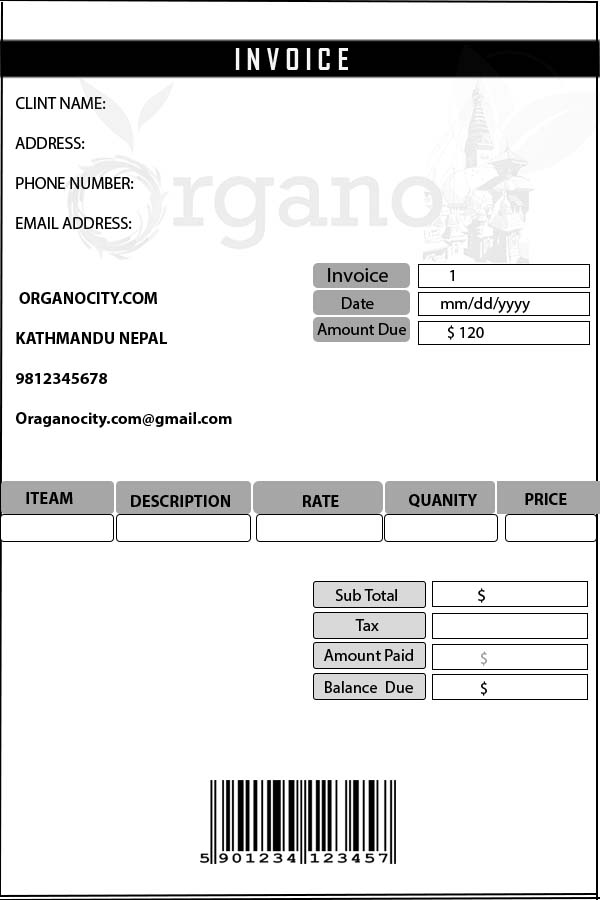 INVOICE
CLINT NAME:
ADDRESS:
PHONE NUMBER:
EMAIL ADDRESS:
Organo
Invoice 1
Date mm/dd/yyyy
Amount Due $ 120
ORGANOCITY.COM
KATHMANDU NEPAL
9812345678
Oraganocity.com@gmail.com
ITEAM DESCRIPTION RATE QUANITY PRICE
Sub Total $
Tax
Amount Paid $
Balance Due $
5 901234 123457